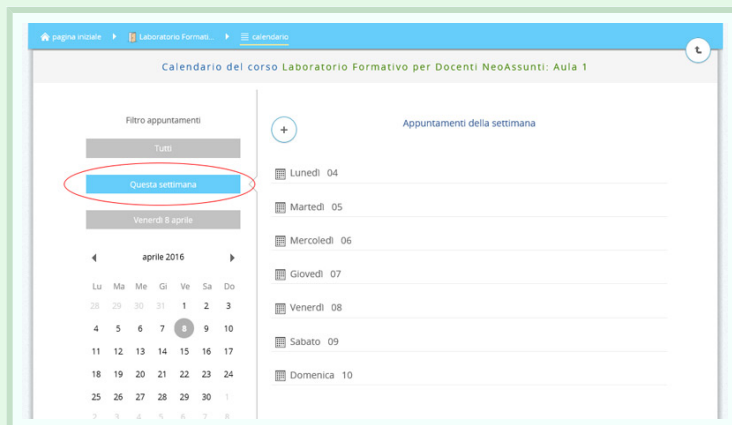 pagina iniziale Laboratorio Formati... calendario
Calendario del corso Laboratorio Formativo per Docenti NeoAssunti: Aula 1
Filtro appuntamenti
Tutti
Questa settimana
Venerdì 8 aprile
aprile 2016
Lu Ma Me Gi Ve Sa Do
28 29 30 31 1 2 3
4 5 6 7 8 9 10
11 12 13 14 15 16 17
18 19 20 21 22 23 24
25 26 27 28 29 30 1
2 3 4 5 6 7 8
+
Appuntamenti della settimana
Lunedì 04
Martedì 05
Mercoledì 06
Giovedì 07
Venerdì 08
Sabato 09
Domenica 10